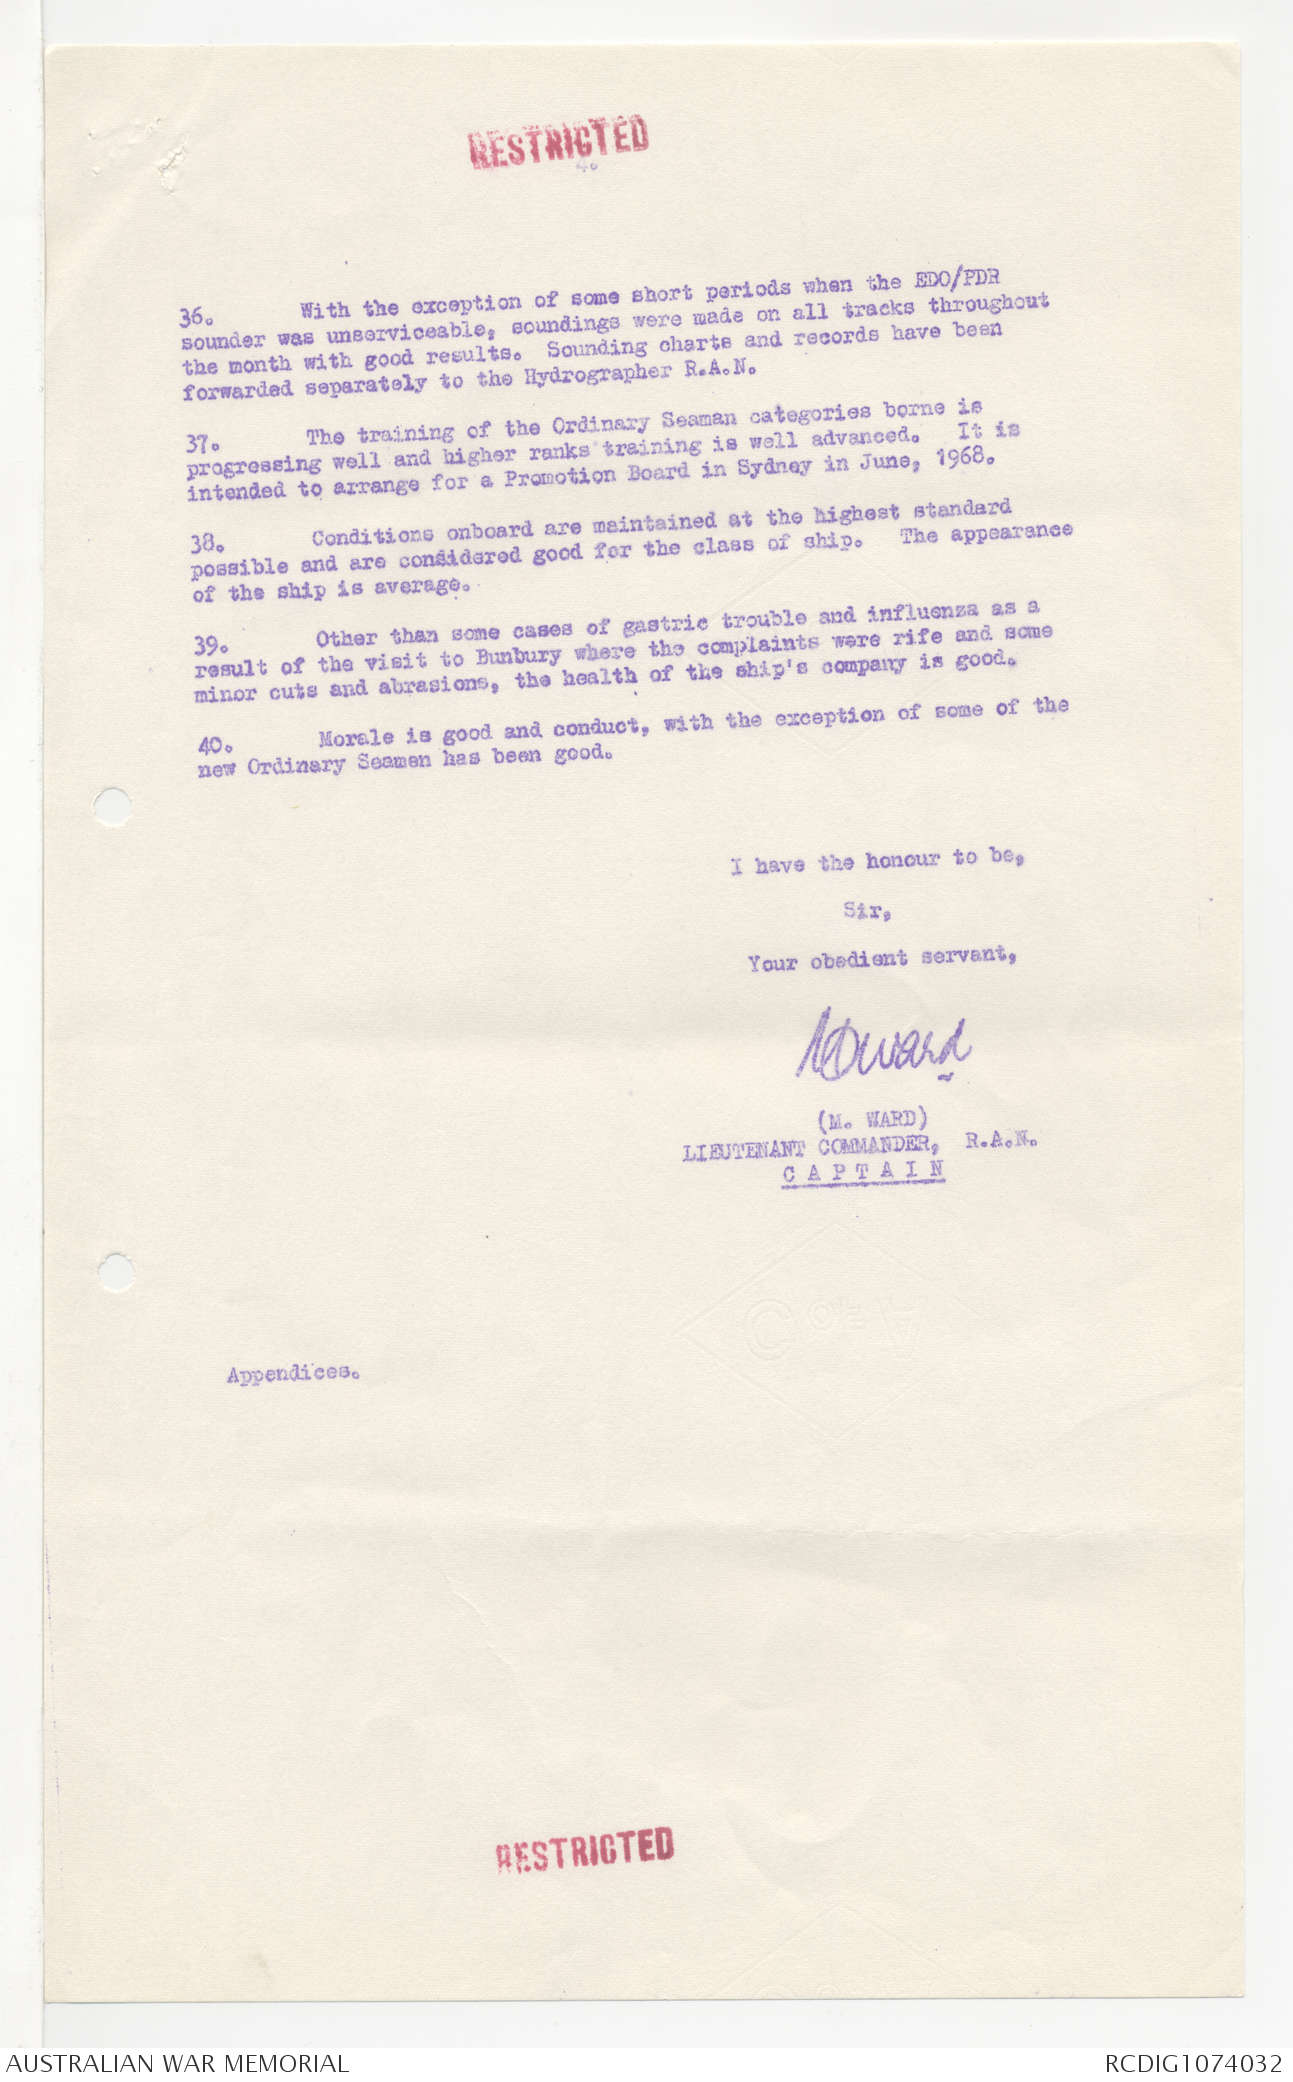 RESTRICTED
4.
36. With the exception of some short periods when the EDO/PDR
sounder was unserviceable, soundings were made on all tracks throughout
the month with good results. Sounding charts and records have been
forwarded separately to the Hydrographer R.A.N.
37. The training of the Ordinary Seaman categories borne is
progressing well and higher ranks training is well advanced. It is
intended to arrange for a Promotion Board in Sydney in June, 1968.
38. Conditions onboard are maintained at the highest standard
possible and are considered good for the class of ship. The appearance
of the ship is average.
39. Other than some cases of gastric trouble and influenza as a
result of the visit to Bunbury where the complaints were rife and some
minor cuts and abrasions, the health of the ship's company is good.
40. Morale is good and conduct, with the exception of some of the
new Ordinary Seamen has been good.
I have the honour to be,
Sir,
Your obedient servant,
MWard
(M. WARD)
LIEUTENANT COMMANDER, R.A.N.
C A P T A I N
Appendices.
RESTRICTED
AUSTRALIAN WAR MEMORIAL
RCDIG1074032